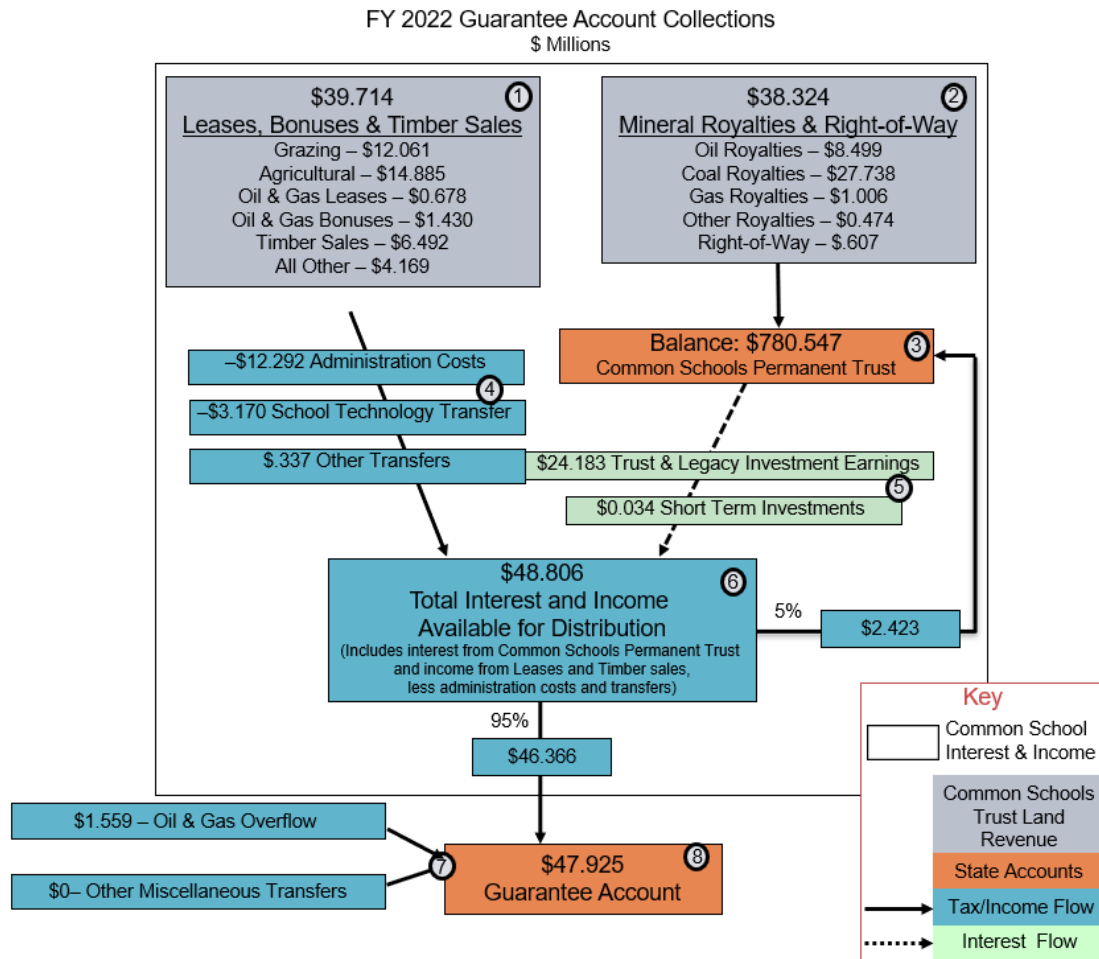 FY 2022 Guarantee Account Collections
$ Millions
$39.714
1
Leases, Bonuses & Timber Sales
Grazing – $12.061
Agricultural – $14.885
Oil & Gas Leases – $0.678
Oil & Gas Bonuses – $1.430
Timber Sales – $6.492
All Other – $4.169
$38.324
2
Mineral Royalties & Right-of-Way
Oil Royalties – $8.499
Coal Royalties – $27.738
Gas Royalties – $1.006
Other Royalties – $0.474
Right-of-Way – $.607
Balance: $780.547
3
Common Schools Permanent Trust
–$12.292 Administration Costs
4
–$3.170 School Technology Transfer
$.337 Other Transfers
$24.183 Trust & Legacy Investment Earnings
5
$0.034 Short Term Investments
$48.806
6
Total Interest and Income
Available for Distribution
(Includes interest from Common Schools Permanent Trust
and income from Leases and Timber sales,
less administration costs and transfers)
5%
$2.423
95%
$46.366
$1.559 – Oil & Gas Overflow
7
$0– Other Miscellaneous Transfers
$47.925
8
Guarantee Account
Key
Common School
Interest & Income
Common Schools
Trust Land
Revenue
State Accounts
Tax/Income Flow
Interest Flow